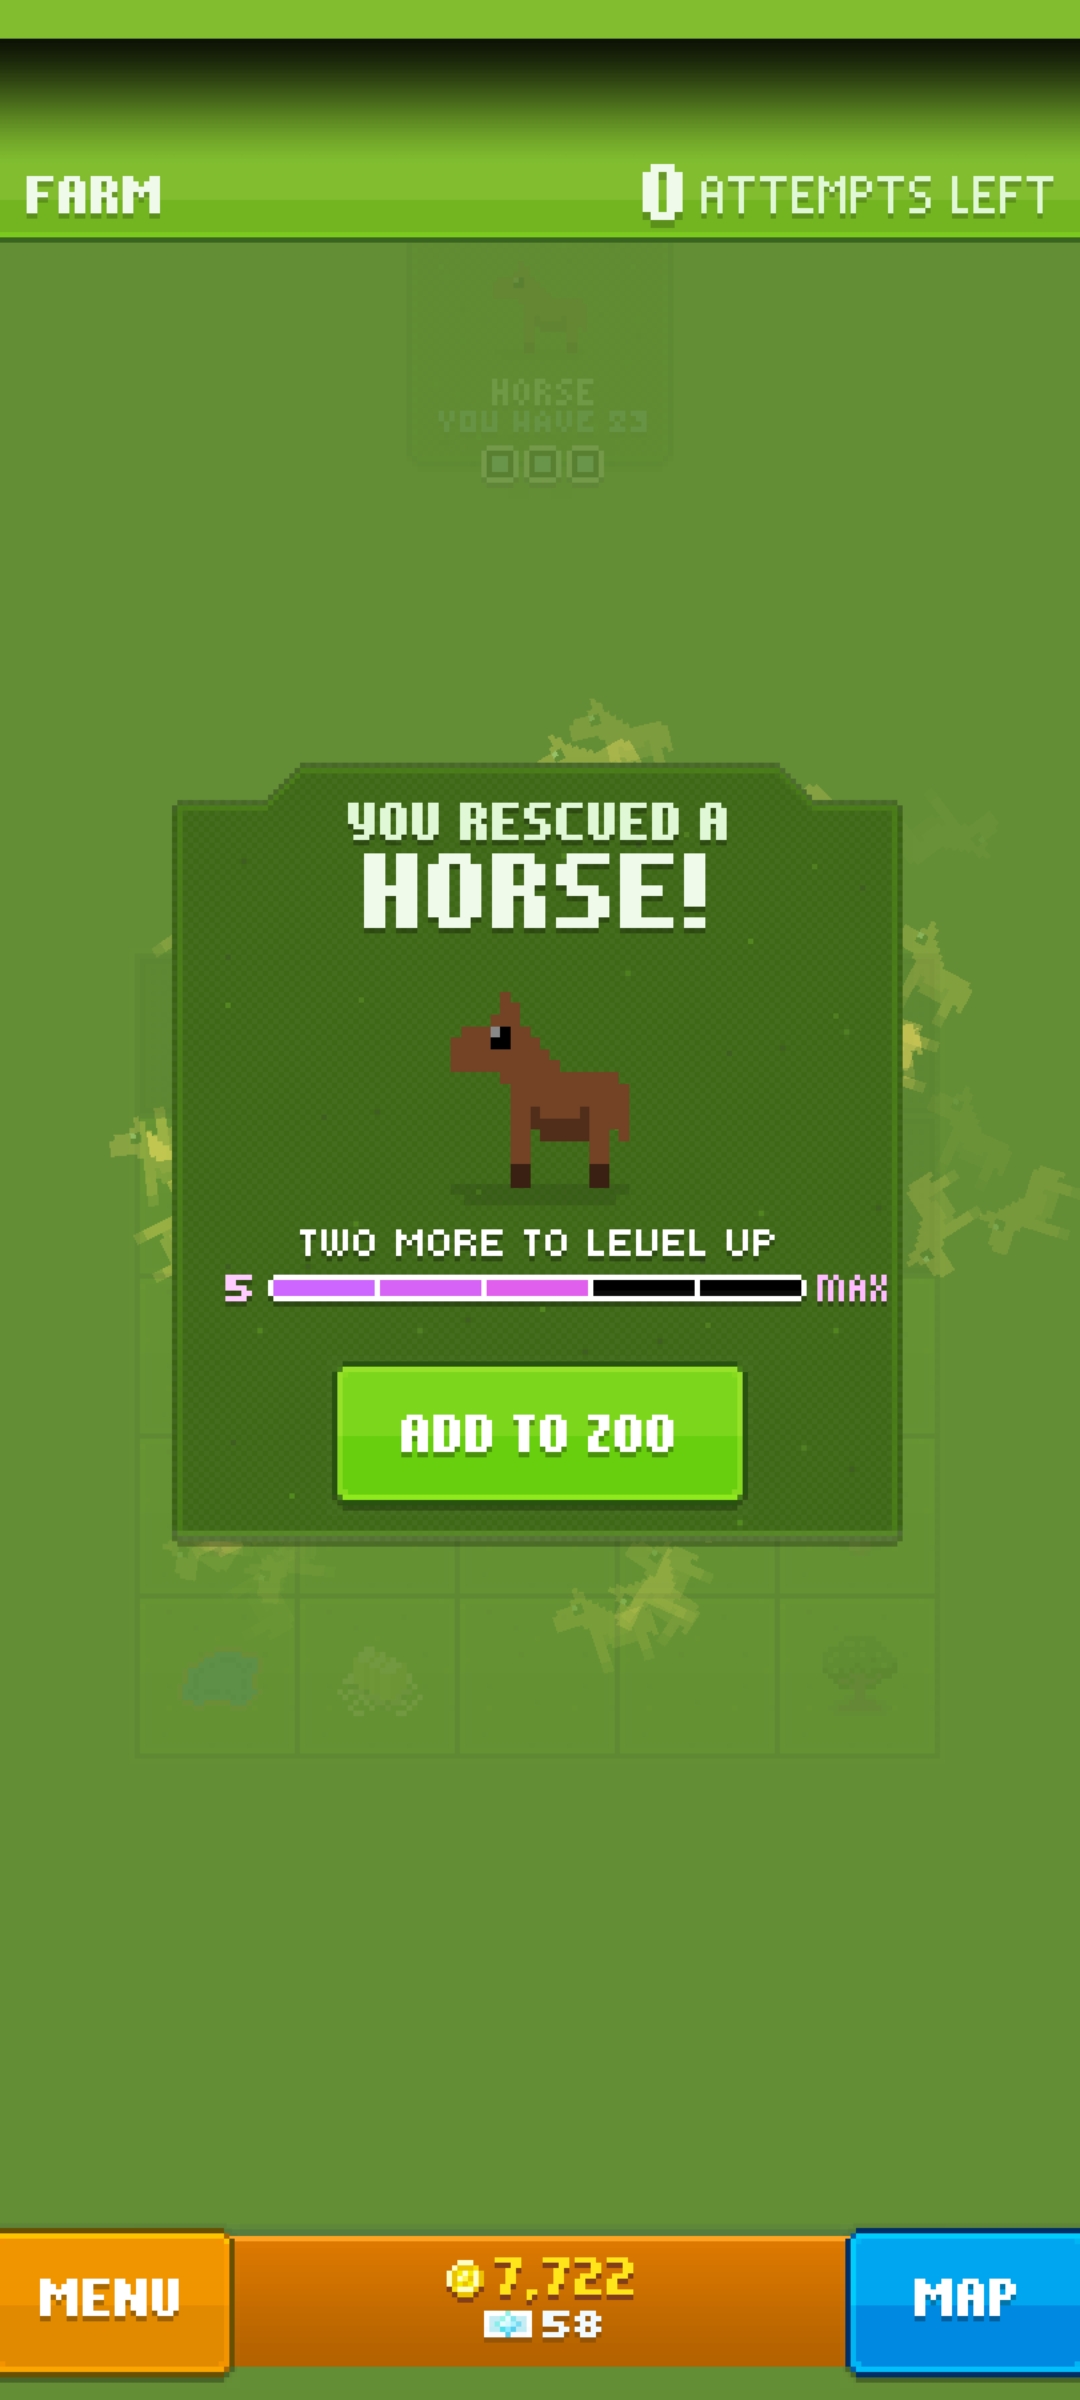 FARM
0 ATTEMPTS LEFT
HORSE
YOU HAVE 23
YOU RESCUED A
HORSE!
TWO MORE TO LEVEL UP
5 MAX
ADD TO ZOO
MENU
7,722
58
MAP